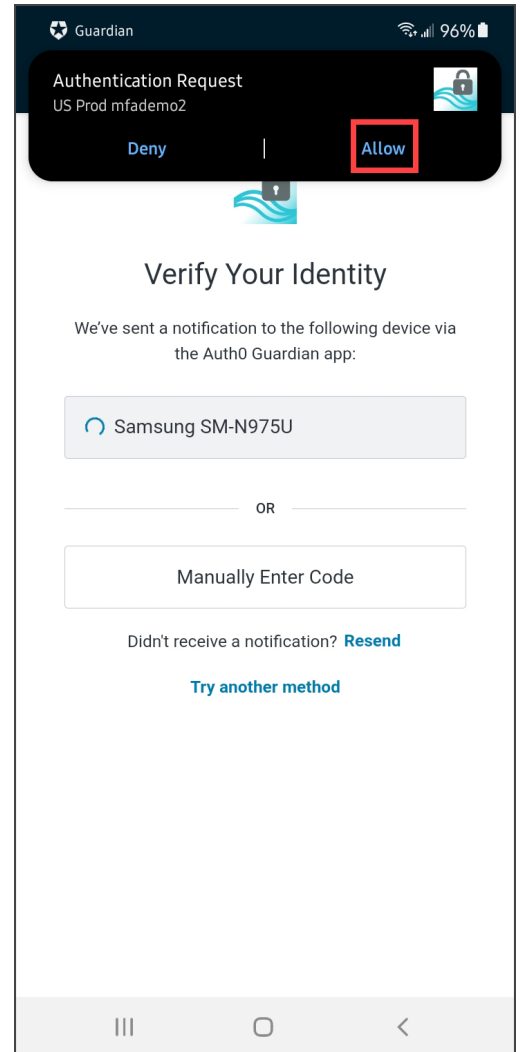 Guardian 96%
Authentication Request
US Prod mfademo2
Deny | Allow
Verify Your Identity
We've sent a notification to the following device via
the Auth0 Guardian app:
Samsung SM-N975U
OR
Manually Enter Code
Didn't receive a notification? Resend
Try another method